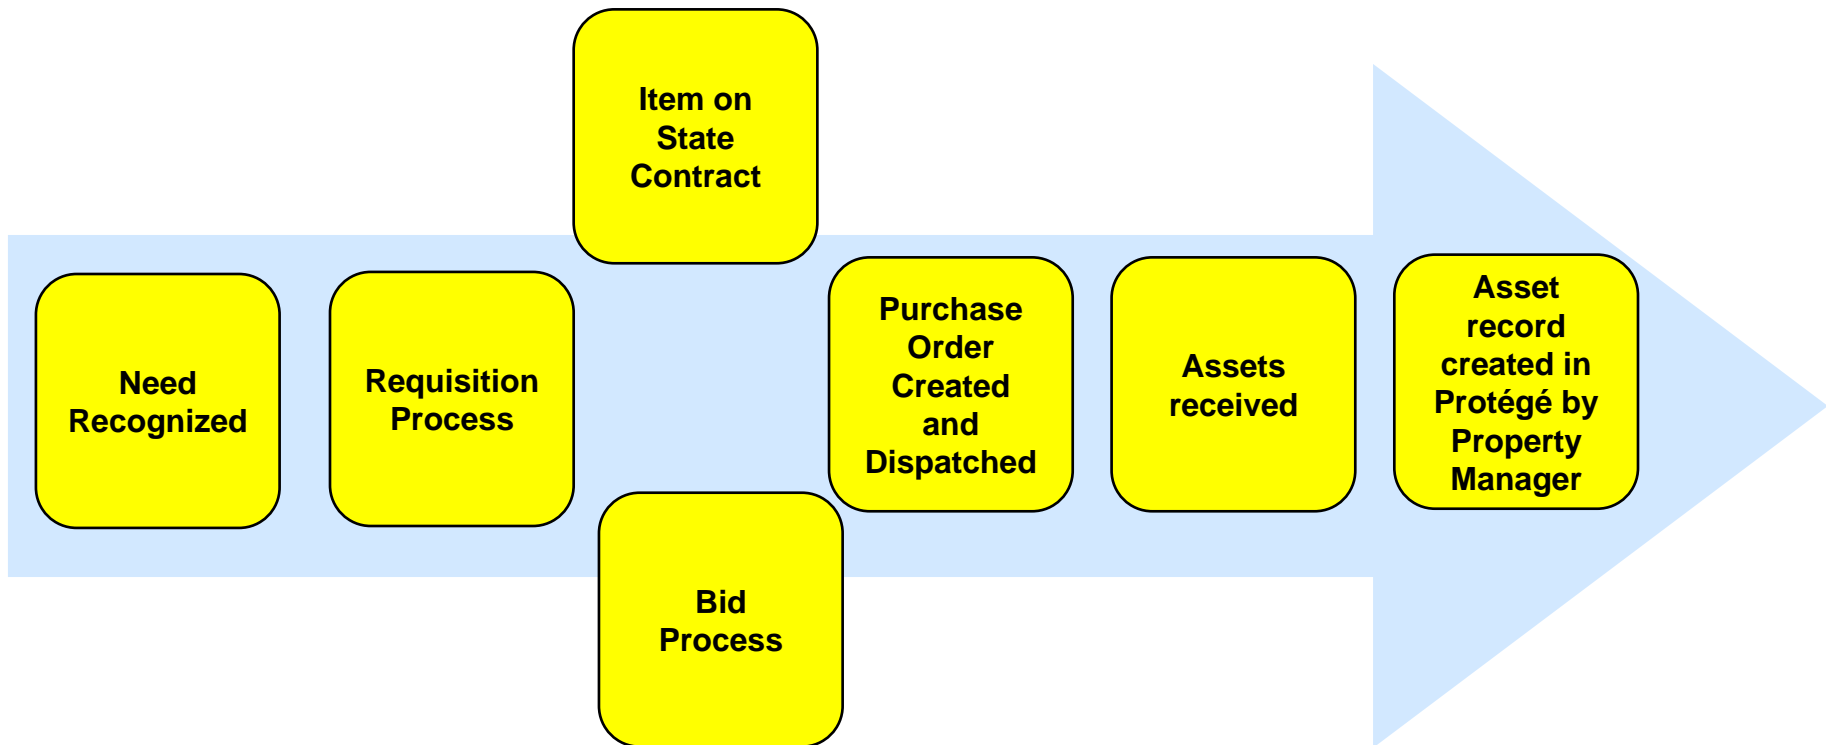 Need
Recognized
Requisition
Process
Item on
State
Contract
Bid
Process
Purchase
Order
Created
and
Dispatched
Assets
received
Asset
record
created in
Protégé by
Property
Manager